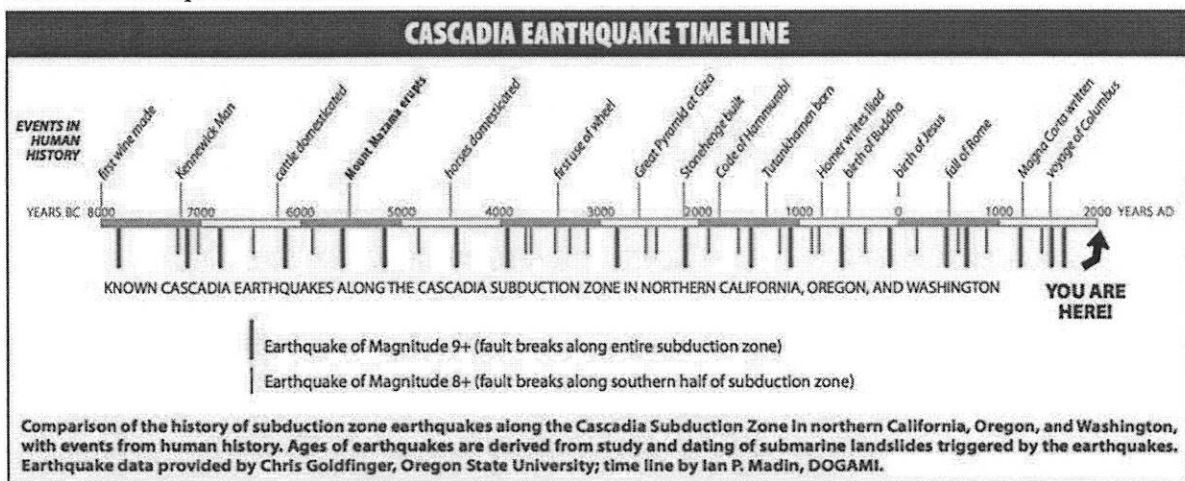 CASCADIA EARTHQUAKE TIME LINE
EVENTS IN
HUMAN
HISTORY
first wine made
Kennewick Man
cattle domesticated
Mount Mazama erupts
horses domesticated
first use of wheel
Great Pyramid at Giza
Stonehenge built
Code of Hammurabi
Tutankhamen born
Homer writes Iliad
birth of Buddha
birth of Jesus
fall of Rome
Magna Carta written
voyage of Columbus
YEARS BC 8000 7000 6000 5000 4000 3000 2000 1000 0 1000 2000 YEARS AD
KNOWN CASCADIA EARTHQUAKES ALONG THE CASCADIA SUBDUCTION ZONE IN NORTHERN CALIFORNIA, OREGON, AND WASHINGTON
YOU ARE
HERE!
Earthquake of Magnitude 9+ (fault breaks along entire subduction zone)
Earthquake of Magnitude 8+ (fault breaks along southern half of subduction zone)
Comparison of the history of subduction zone earthquakes along the Cascadia Subduction Zone in northern California, Oregon, and Washington,
with events from human history. Ages of earthquakes are derived from study and dating of submarine landslides triggered by the earthquakes.
Earthquake data provided by Chris Goldfinger, Oregon State University; time line by Ian P. Madin, DOGAMI.